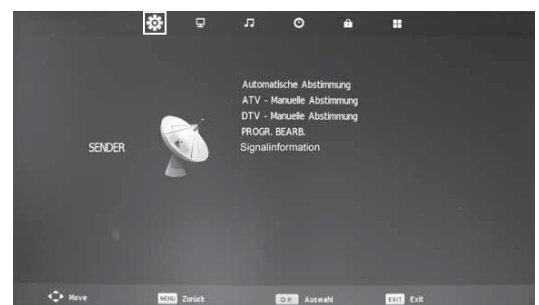 Automatische Abstimmung
ATV - Manuelle Abstimmung
DTV - Manuelle Abstimmung
PROGR. BEARB.
SENDER
Signalinformation
Move
MENU Zurück
OK Auswahl
EXIT Exit